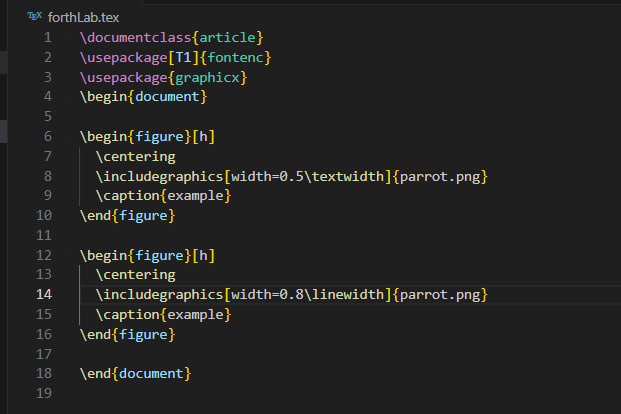 TEX forthLab.tex
1 \documentclass{article}
2 \usepackage[T1]{fontenc}
3 \usepackage{graphicx}
4 \begin{document}
5
6 \begin{figure}[h]
7   \centering
8   \includegraphics[width=0.5\textwidth]{parrot.png}
9   \caption{example}
10 \end{figure}
11
12 \begin{figure}[h]
13   \centering
14   \includegraphics[width=0.8\linewidth]{parrot.png}
15   \caption{example}
16 \end{figure}
17
18 \end{document}
19